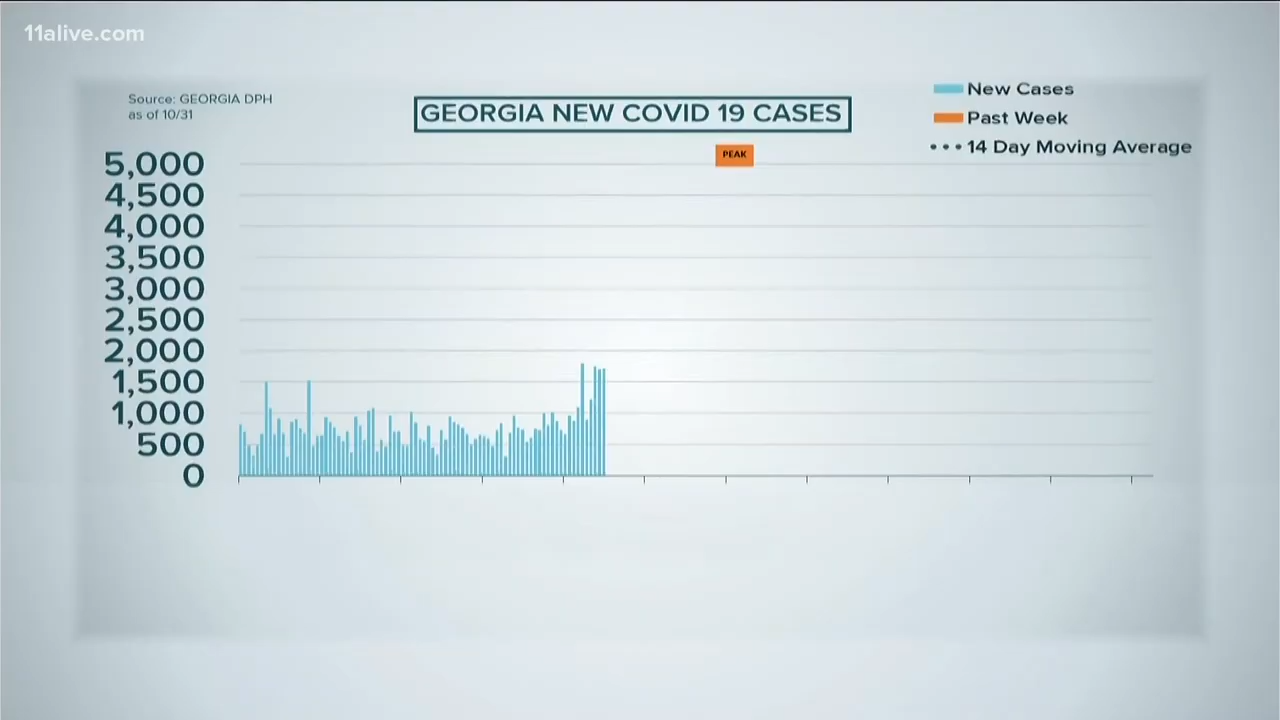 11alive.com
Source: GEORGIA DPH
as of 10/31
GEORGIA NEW COVID 19 CASES
New Cases
Past Week
14 Day Moving Average
PEAK
5,000
4,500
4,000
3,500
3,000
2,500
2,000
1,500
1,000
500
0